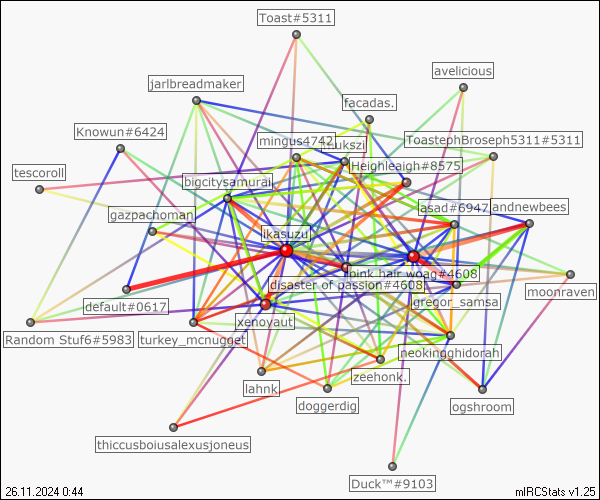 Toast#5311
avelicious
jarlbreadmaker
facadas.
Knowun#6424
mingus4742
ToastephBroseph5311#5311
Heighleaigh#8575
tescoroll
bigcitysamurai
gazpachoman
lasad#6947
andnewbees
ikasuzu
pink hair woag#4608
disaster of passion#4608
moonraven
default#0617
gregor_samsa
xenoyaut
Random Stuf6#5983
turkey_mcnugget
neokingghidorah
zeehonk.
lahnk
doggerdig
ogshroom
thiccusboiusalexusjoneus
Duck™#9103
26.11.2024 0:44
mIRCStats v1.25